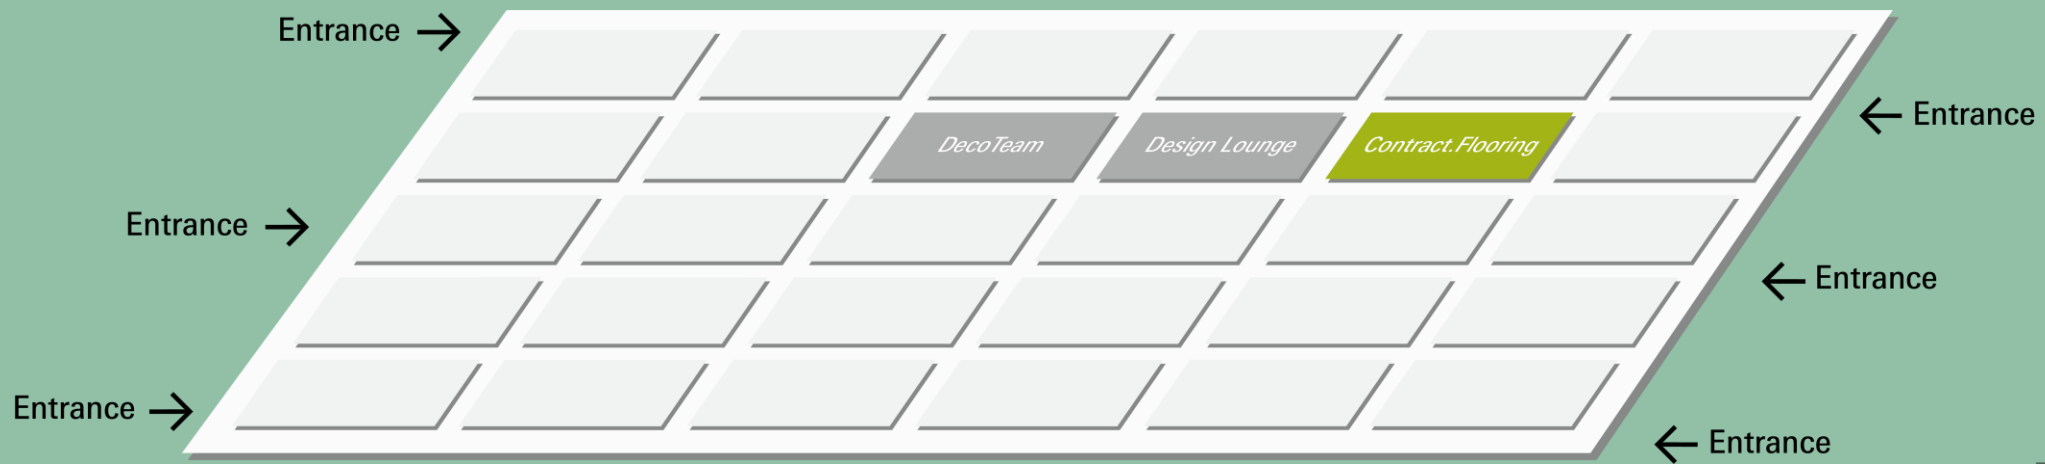 Entrance
Entrance
DecoTeam
Design Lounge
Contract.Flooring
Entrance
Entrance
Entrance
Entrance